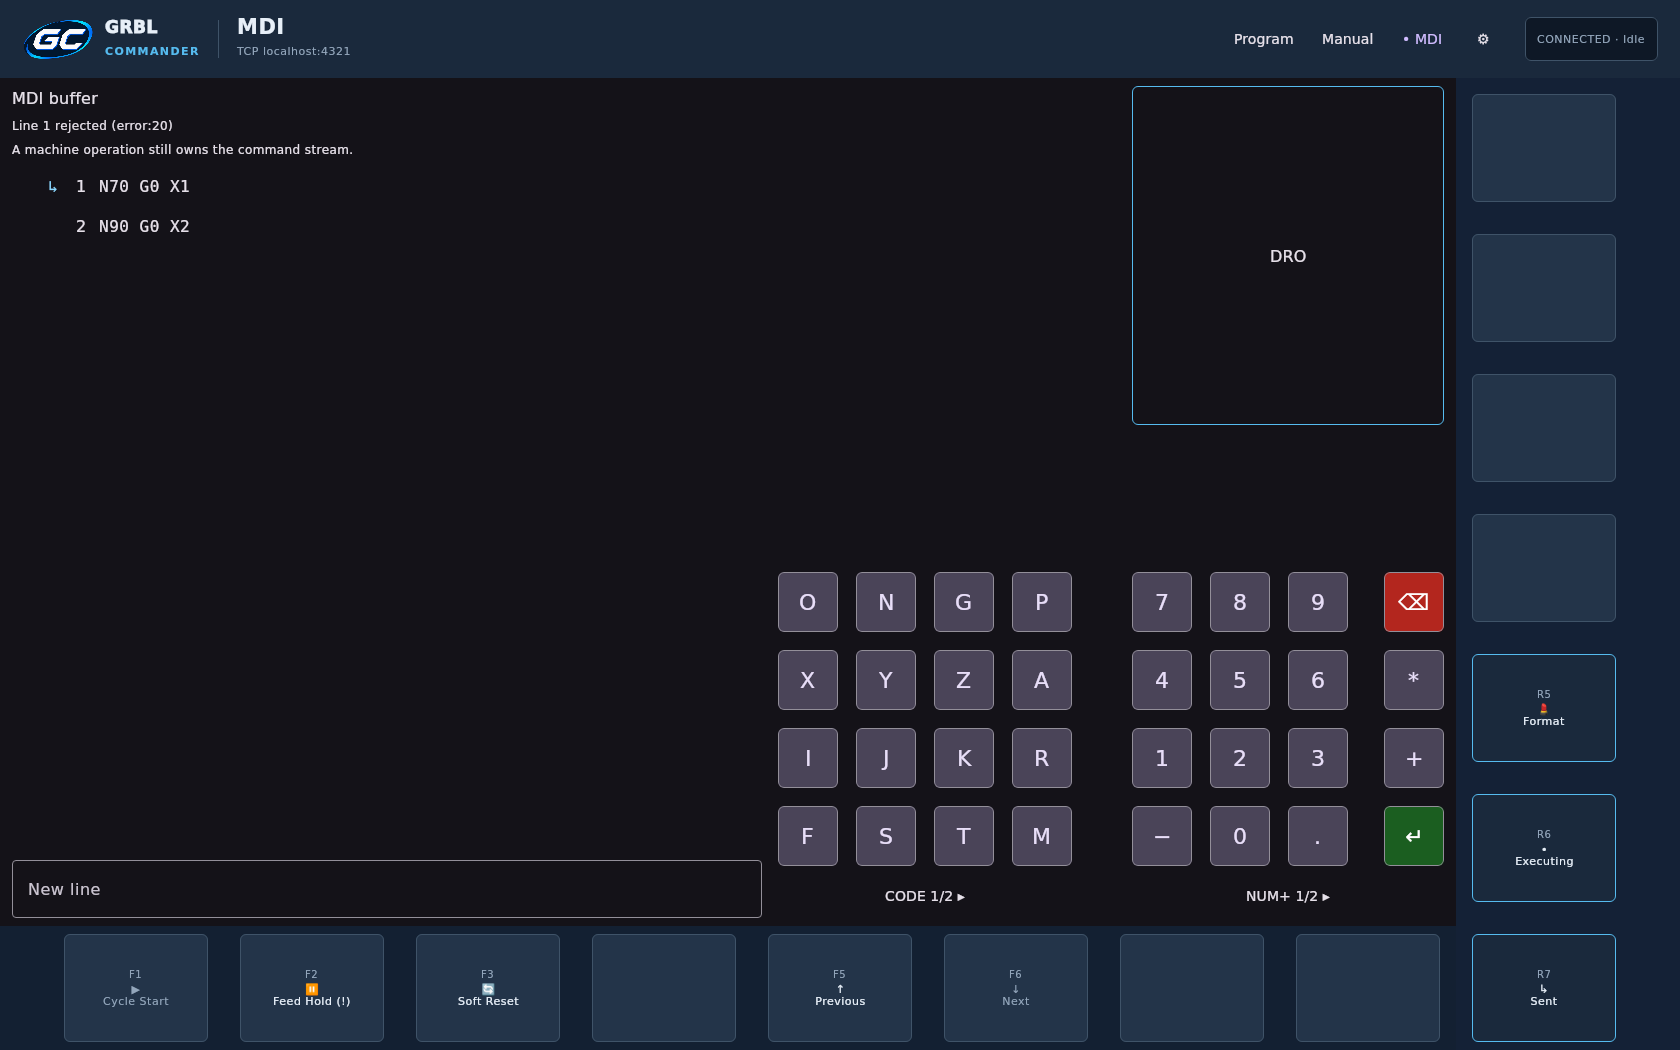 GC GRBL
COMMANDER
MDI
TCP localhost:4321
Program Manual • MDI ⚙ CONNECTED · Idle
MDI buffer
Line 1 rejected (error:20)
A machine operation still owns the command stream.
↳ 1 N70 G0 X1
2 N90 G0 X2
DRO
O N G P 7 8 9 ⌫
X Y Z A 4 5 6 *
I J K R 1 2 3 +
F S T M − 0 . ↵
New line
CODE 1/2 ▸ NUM+ 1/2 ▸
R5
Format
R6
•
Executing
R7
↳
Sent
F1
▶
Cycle Start
F2
⏸
Feed Hold (!)
F3
🔄
Soft Reset
F5
↑
Previous
F6
↓
Next